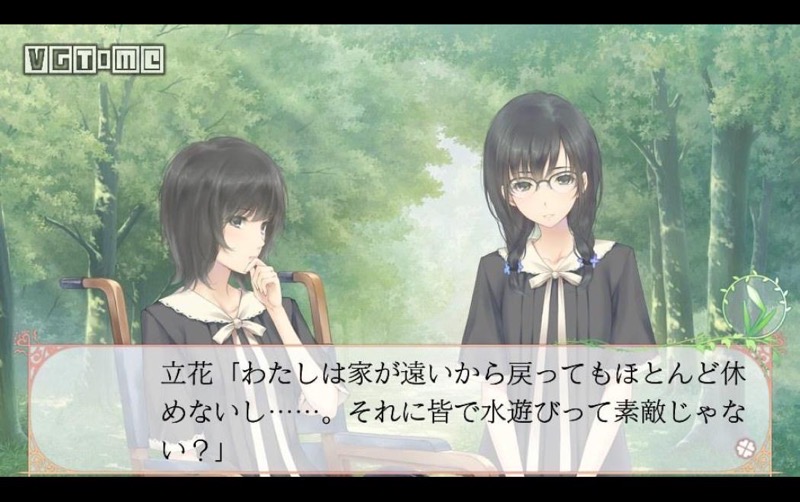 VGTIME
立花「わたしは家が遠いから戻ってもほとんど休
めないし……。それに皆で水遊びって素敵じゃな
い？」